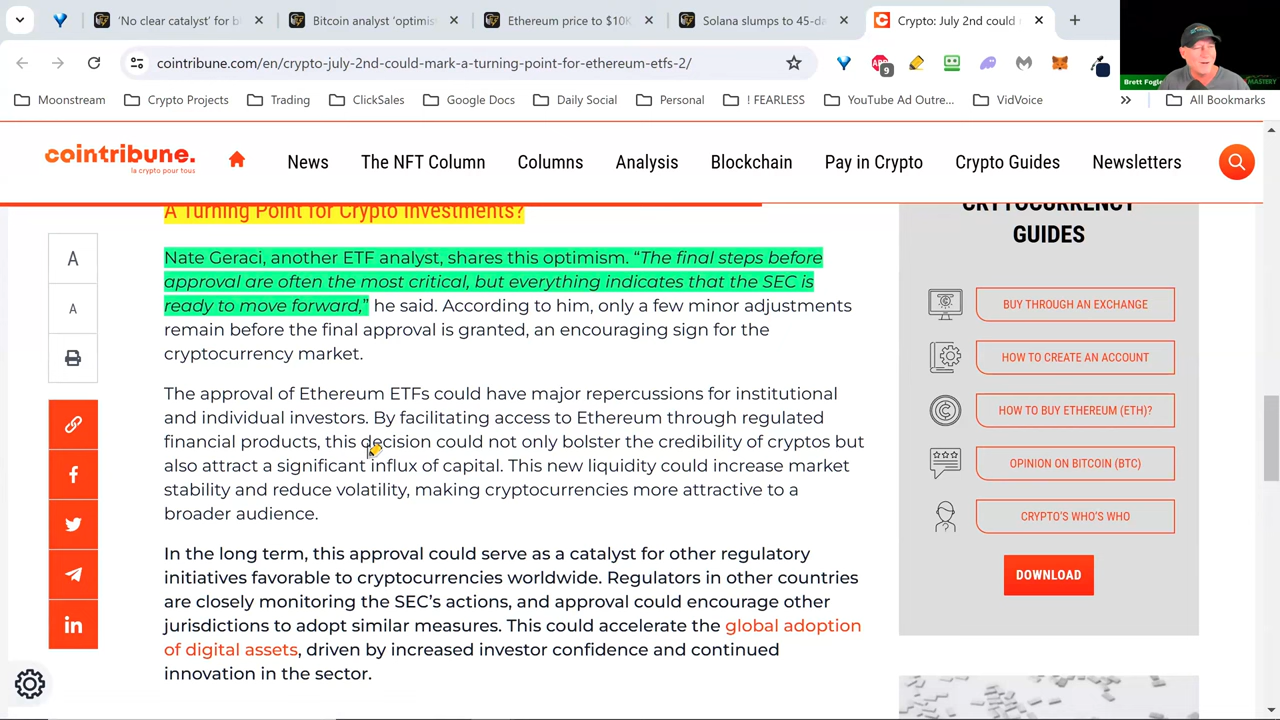 'No clear catalyst' for b
Bitcoin analyst 'optimis
Ethereum price to $10K
Solana slumps to 45-da
Crypto: July 2nd could
cointribune.com/en/crypto-july-2nd-could-mark-a-turning-point-for-ethereum-etfs-2/
9
Brett Fogle
MASTERY
Moonstream
Crypto Projects
Trading
ClickSales
Google Docs
Daily Social
Personal
! FEARLESS
YouTube Ad Outre...
VidVoice
All Bookmarks
cointribune.
la crypto pour tous
News
The NFT Column
Columns
Analysis
Blockchain
Pay in Crypto
Crypto Guides
Newsletters
A Turning Point for Crypto Investments?
Nate Geraci, another ETF analyst, shares this optimism. “The final steps before
approval are often the most critical, but everything indicates that the SEC is
ready to move forward,” he said. According to him, only a few minor adjustments
remain before the final approval is granted, an encouraging sign for the
cryptocurrency market.
The approval of Ethereum ETFs could have major repercussions for institutional
and individual investors. By facilitating access to Ethereum through regulated
financial products, this decision could not only bolster the credibility of cryptos but
also attract a significant influx of capital. This new liquidity could increase market
stability and reduce volatility, making cryptocurrencies more attractive to a
broader audience.
In the long term, this approval could serve as a catalyst for other regulatory
initiatives favorable to cryptocurrencies worldwide. Regulators in other countries
are closely monitoring the SEC’s actions, and approval could encourage other
jurisdictions to adopt similar measures. This could accelerate the global adoption
of digital assets, driven by increased investor confidence and continued
innovation in the sector.
A
A
CRYPTOCURRENCY
GUIDES
BUY THROUGH AN EXCHANGE
HOW TO CREATE AN ACCOUNT
HOW TO BUY ETHEREUM (ETH)?
OPINION ON BITCOIN (BTC)
CRYPTO'S WHO'S WHO
DOWNLOAD